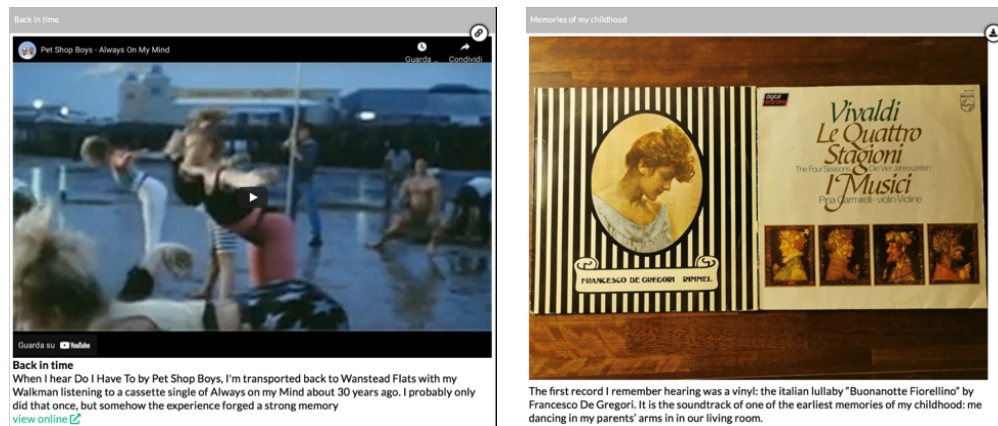 Back in time
Pet Shop Boys - Always On My Mind
Guarda ...
Condividi
Guarda su YouTube
Back in time
When I hear Do I Have To by Pet Shop Boys, I'm transported back to Wanstead Flats with my
Walkman listening to a cassette single of Always on my Mind about 30 years ago. I probably only
did that once, but somehow the experience forged a strong memory
view online
Memories of my childhood
digital
recording
PHILIPS
Vivaldi
Le Quattro
Stagioni
The Four Seasons Die Vier Jahreszeiten
I Musici
Pina Carmirelli - violin Violine
FRANCESCO DE GREGORI RIMMEL
The first record I remember hearing was a vinyl: the italian lullaby “Buonanotte Fiorellino” by
Francesco De Gregori. It is the soundtrack of one of the earliest memories of my childhood: me
dancing in my parents’ arms in in our living room.